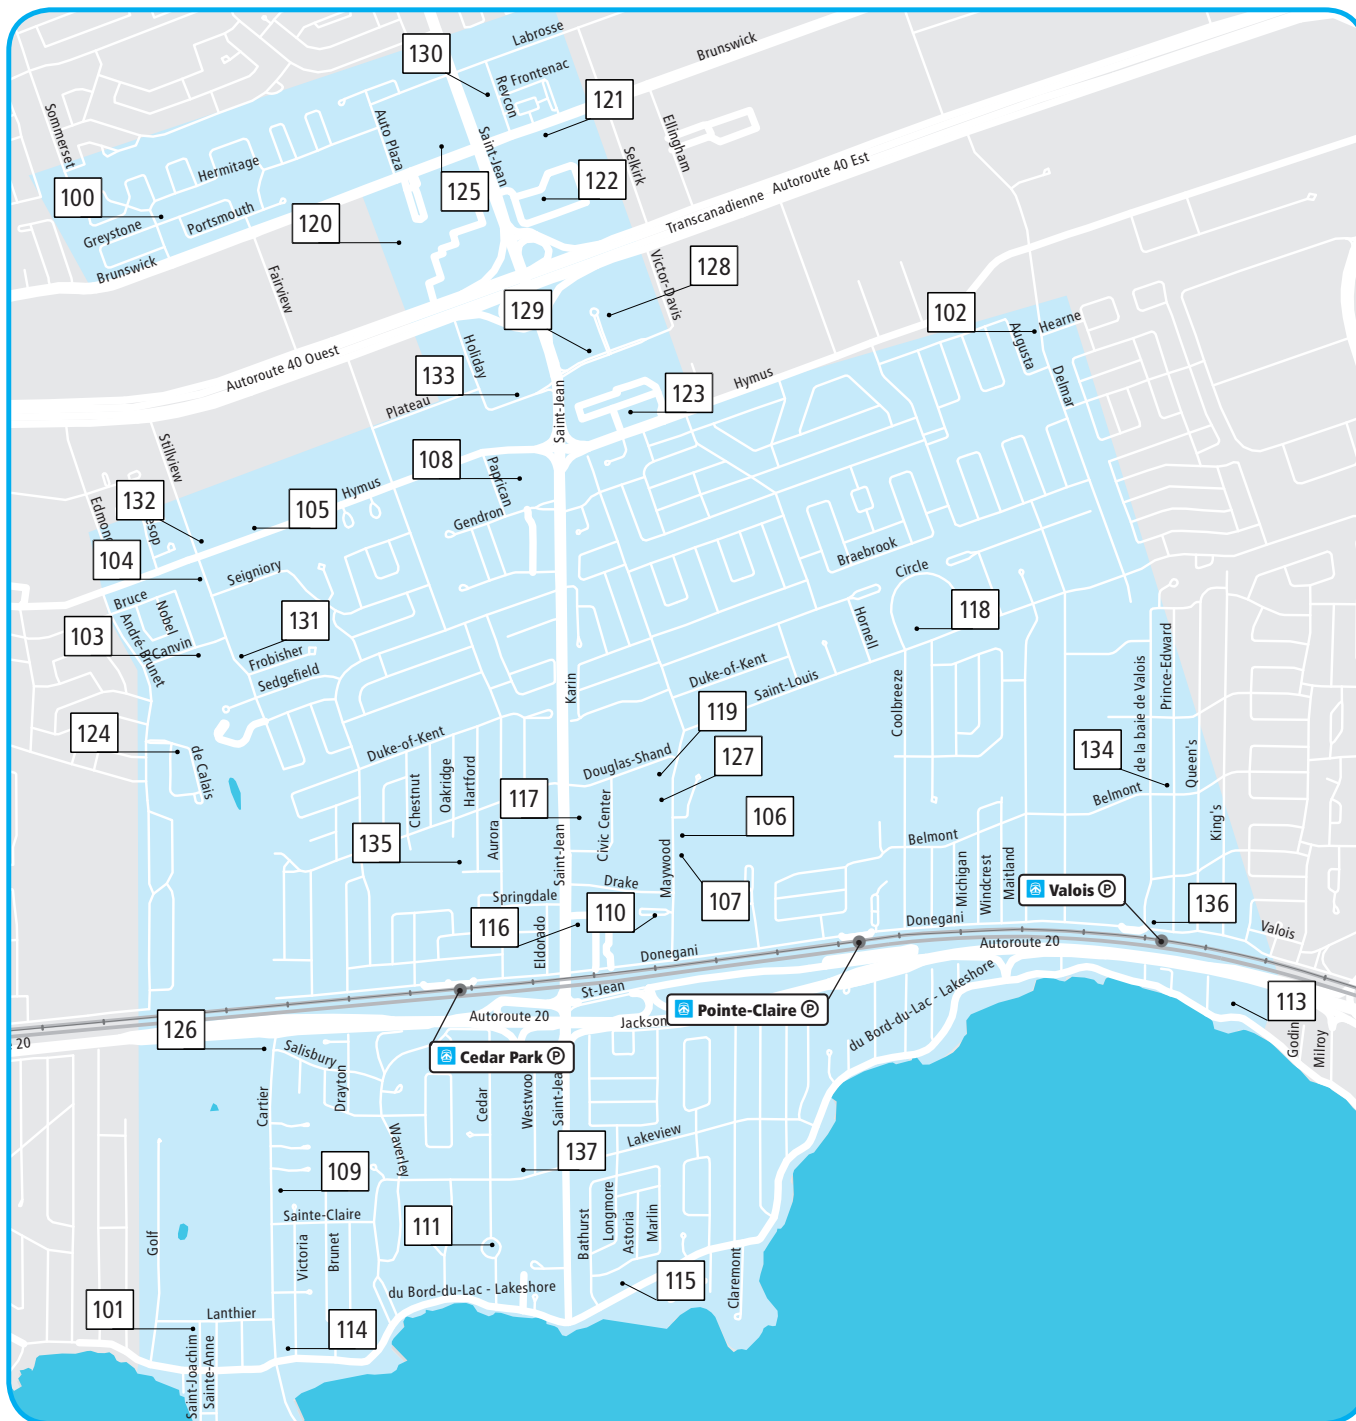 Labrosse
Brunswick
130
Frontenac
Revcon
121
Sommerset
Auto Plaza
Saint-Jean
Ellingham
Hermitage
Selkirk
Autoroute 40 Est
100
125
122
Portsmouth
120
Transcanadienne
Greystone
Brunswick
Fairview
Victor-Davis
128
129
102
Hearne
Augusta
Autoroute 40 Ouest
Holiday
133
Hymus
123
Delmar
Plateau
Saint-Jean
Stillview
108
Paprican
Hymus
132
105
Edmon
esop
Gendron
104
Braebrook
Circle
Seigniory
Bruce
Nobel
118
Hornell
André-Brunet
131
103
Canvin
Frobisher
Prince-Edward
Sedgefield
Duke-of-Kent
Saint-Louis
Karin
Coolbreeze
de la baie de Valois
119
124
Duke-of-Kent
127
Douglas-Shand
134
Queen's
de Calais
Oakridge
Hartford
Chestnut
117
Belmont
106
Civic Center
King's
Aurora
135
Saint-Jean
Belmont
Maywood
Michigan
Windcrest
Maitland
Drake
107
Valois P
Springdale
116
110
136
Eldorado
Donegani
Valois
Donegani
Autoroute 20
St-Jean
Pointe-Claire P
113
Autoroute 20
Jackson
du Bord-du-Lac - Lakeshore
126
20
Salisbury
Cedar Park P
Godin
Milroy
Drayton
Cartier
Cedar
Westwoo
Saint-Jea
Waverley
Lakeview
137
109
Sainte-Claire
111
Golf
Victoria
Brunet
Bathurst
Longmore
Astoria
Marlin
Claremont
du Bord-du-Lac - Lakeshore
115
101
Lanthier
114
Saint-Joachim
Sainte-Anne